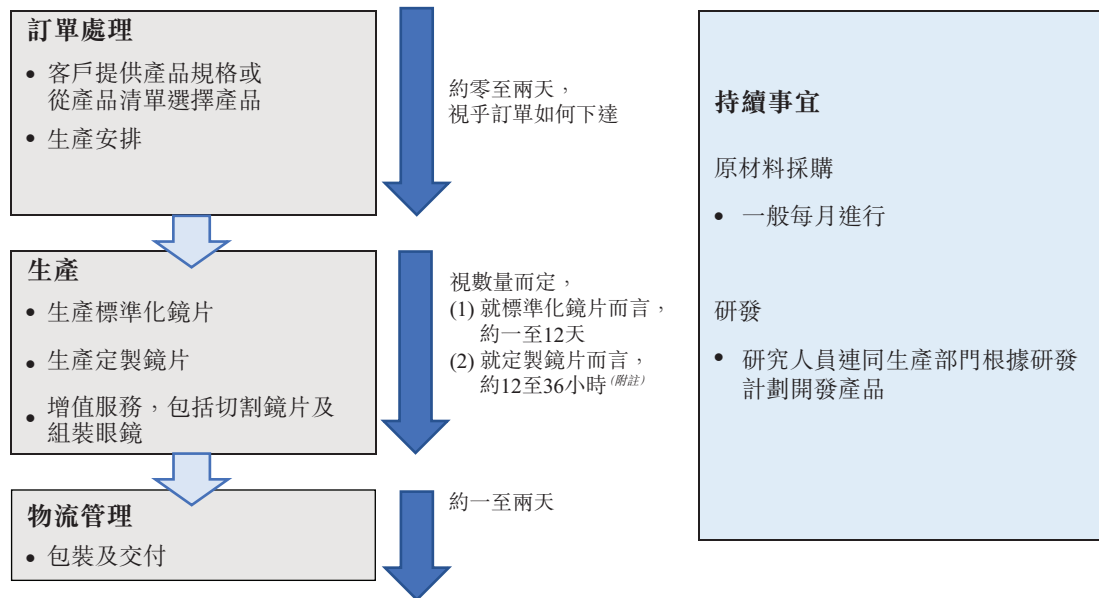 訂單處理
• 客戶提供產品規格或
從產品清單選擇產品
• 生產安排
約零至兩天，
視乎訂單如何下達
生產
• 生產標準化鏡片
• 生產定製鏡片
• 增值服務，包括切割鏡片及
組裝眼鏡
視數量而定，
(1) 就標準化鏡片而言，
約一至12天
(2) 就定製鏡片而言，
約12至36小時(附註)
物流管理
• 包裝及交付
約一至兩天
持續事宜
原材料採購
• 一般每月進行
研發
• 研究人員連同生產部門根據研發
計劃開發產品